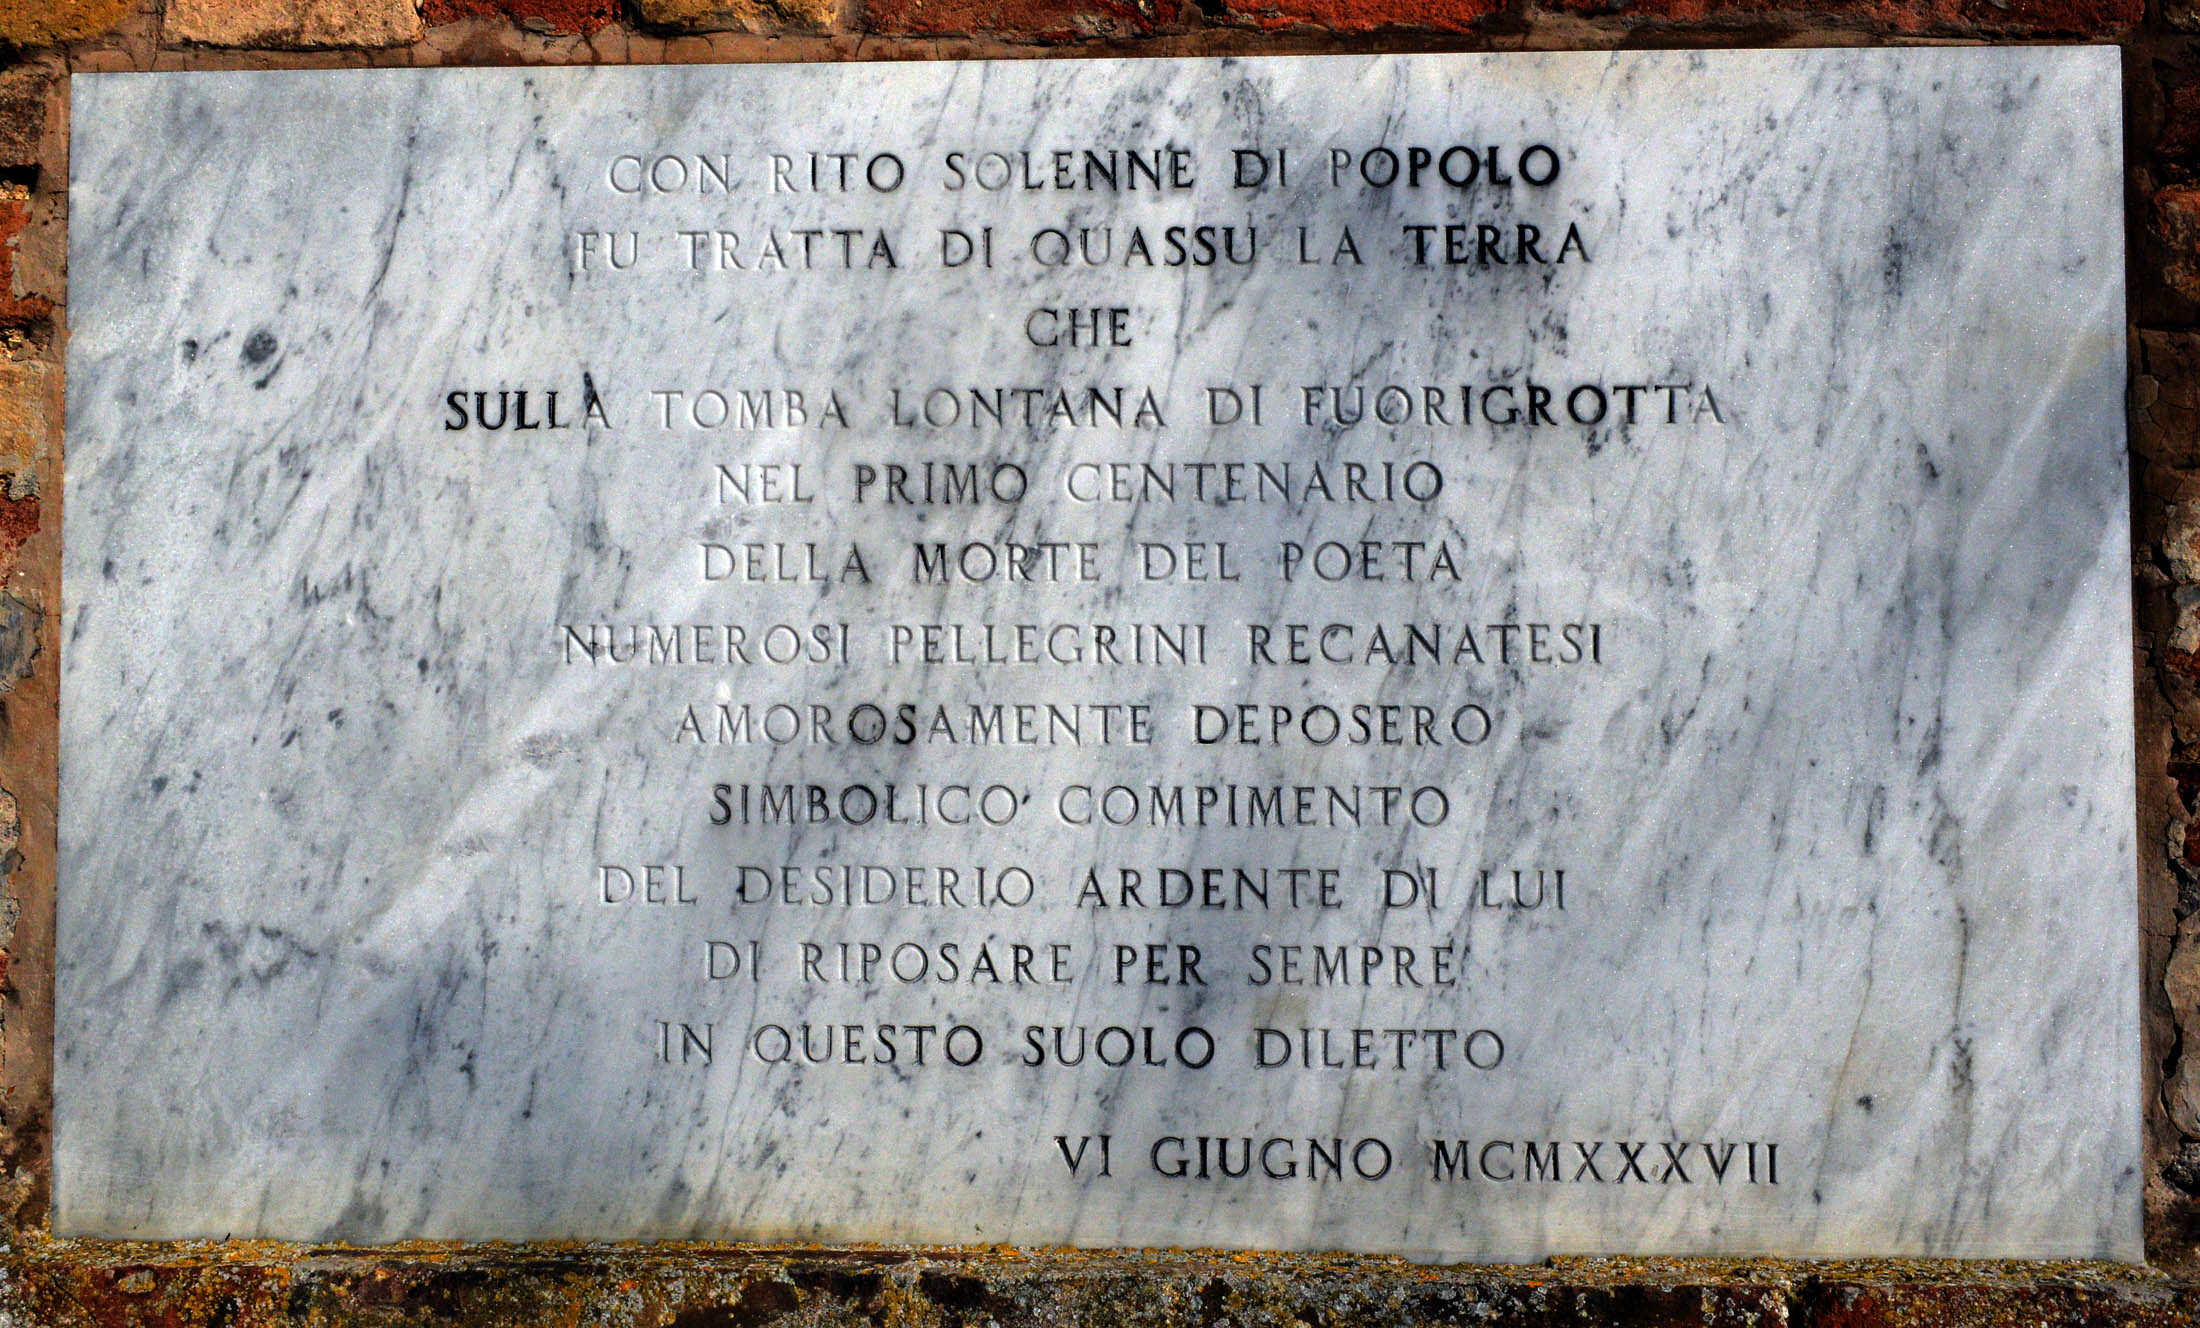 CON RITO SOLENNE DI POPOLO
FU TRATTA DI QUASSU LA TERRA
CHE
SULLA TOMBA LONTANA DI FUORIGROTTA
NEL PRIMO CENTENARIO
DELLA MORTE DEL POETA
NUMEROSI PELLEGRINI RECANATESI
AMOROSAMENTE DEPOSERO
SIMBOLICO COMPIMENTO
DEL DESIDERIO ARDENTE DI LUI
DI RIPOSARE PER SEMPRE
IN QUESTO SUOLO DILETTO
VI GIUGNO MCMXXXVII